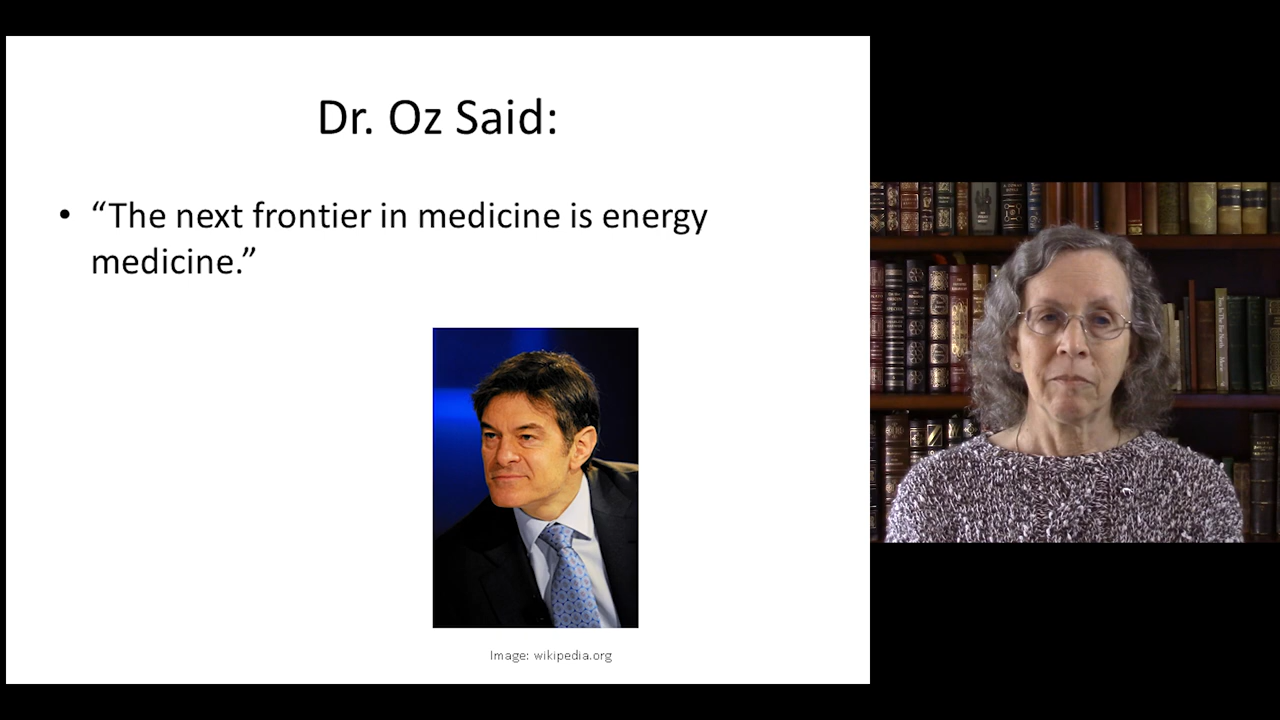 Dr. Oz Said:
• “The next frontier in medicine is energy
medicine.”
Image: wikipedia.org